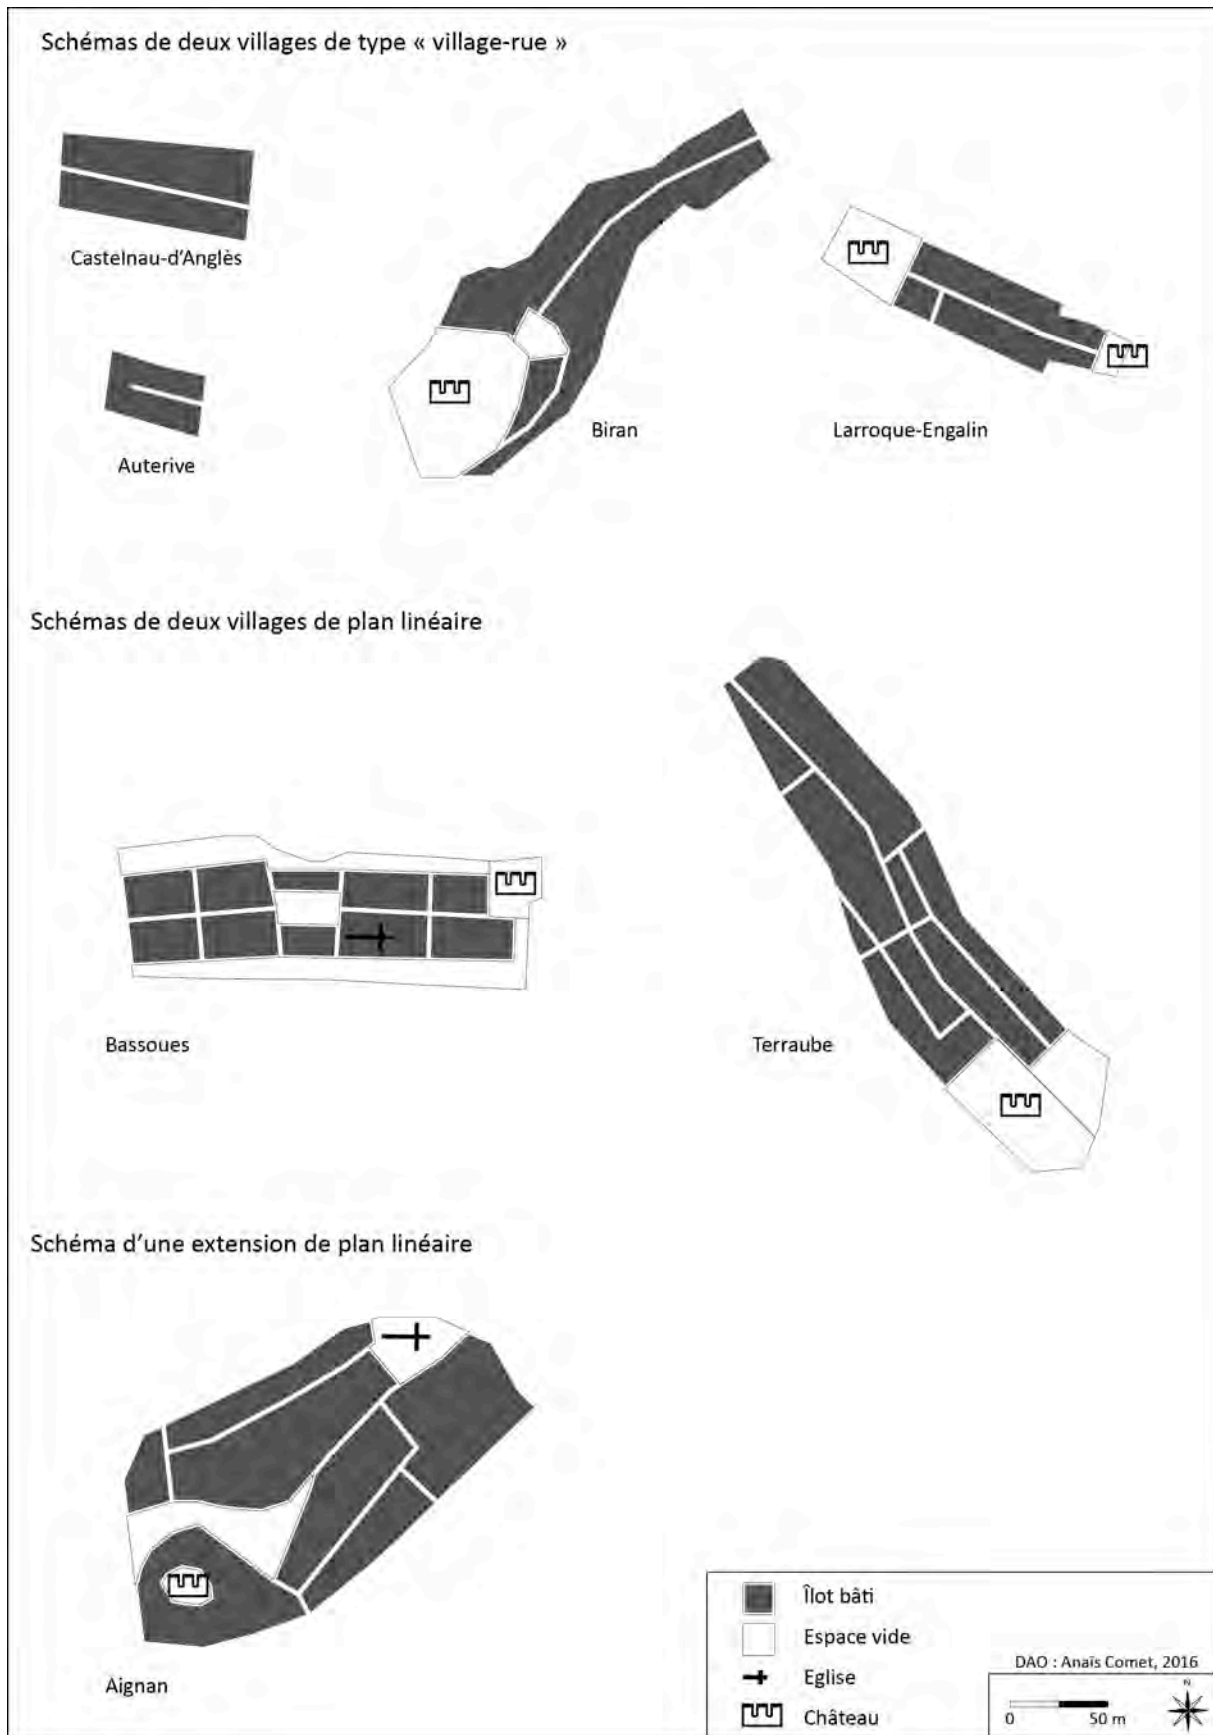 Schémas de deux villages de type « village-rue »
Castelnau-d'Anglès
Auterive
Biran
Larroque-Engalin
Schémas de deux villages de plan linéaire
Bassoues
Terraube
Schéma d'une extension de plan linéaire
Aignan
Îlot bâti
Espace vide
Eglise
Château
DAO : Anaïs Comet, 2016
N
0 50 m